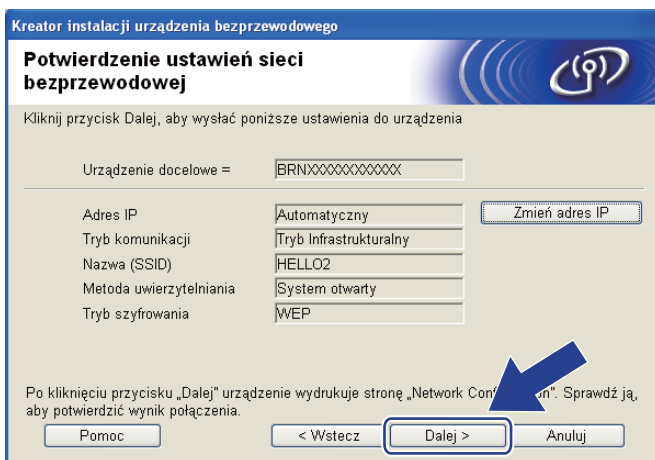 Kreator instalacji urządzenia bezprzewodowego
Potwierdzenie ustawień sieci
bezprzewodowej
Kliknij przycisk Dalej, aby wysłać poniższe ustawienia do urządzenia
Urządzenie docelowe = BRNXXXXXXXXXXXX
Adres IP Automatyczny Zmień adres IP
Tryb komunikacji Tryb Infrastrukturalny
Nazwa (SSID) HELLO2
Metoda uwierzytelniania System otwarty
Tryb szyfrowania WEP
Po kliknięciu przycisku „Dalej" urządzenie wydrukuje stronę „Network Sprawdź ją,
aby potwierdzić wynik połączenia.
Pomoc < Wstecz Dalej > Anuluj